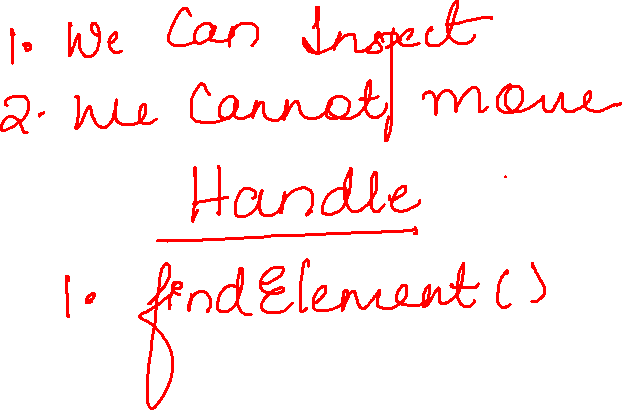 1. We Can Inspect
2. We Cannot move
Handle
1. findElement()